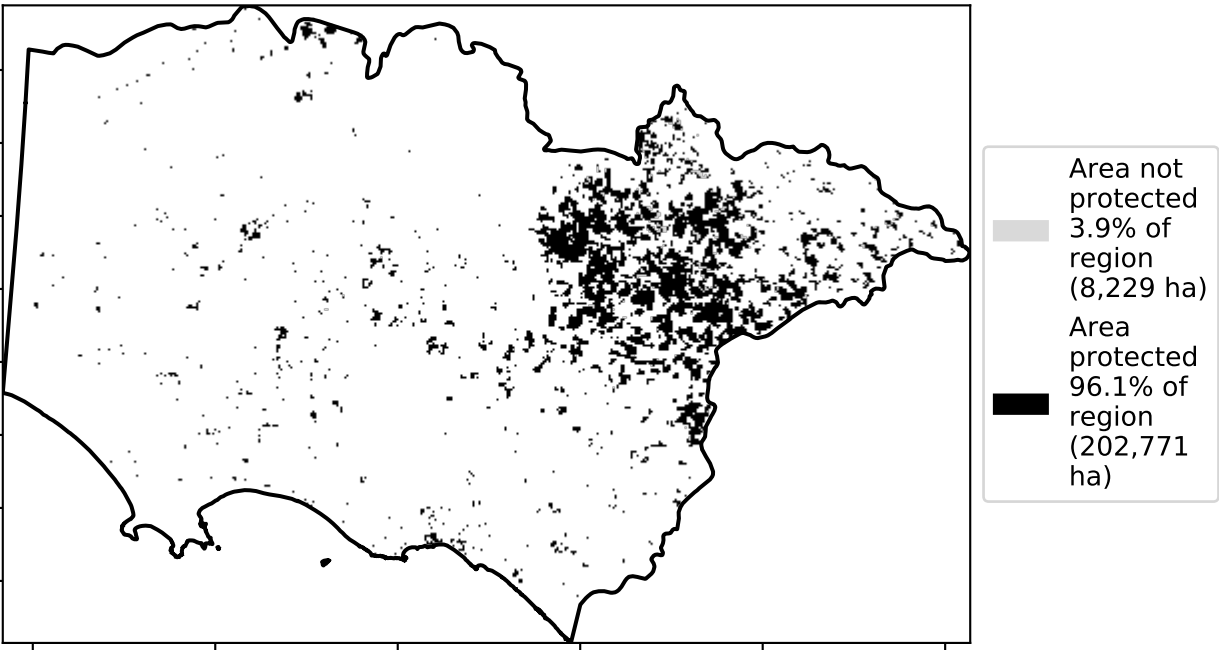 Area not
protected
3.9% of
region
(8,229 ha)
Area
protected
96.1% of
region
(202,771
ha)